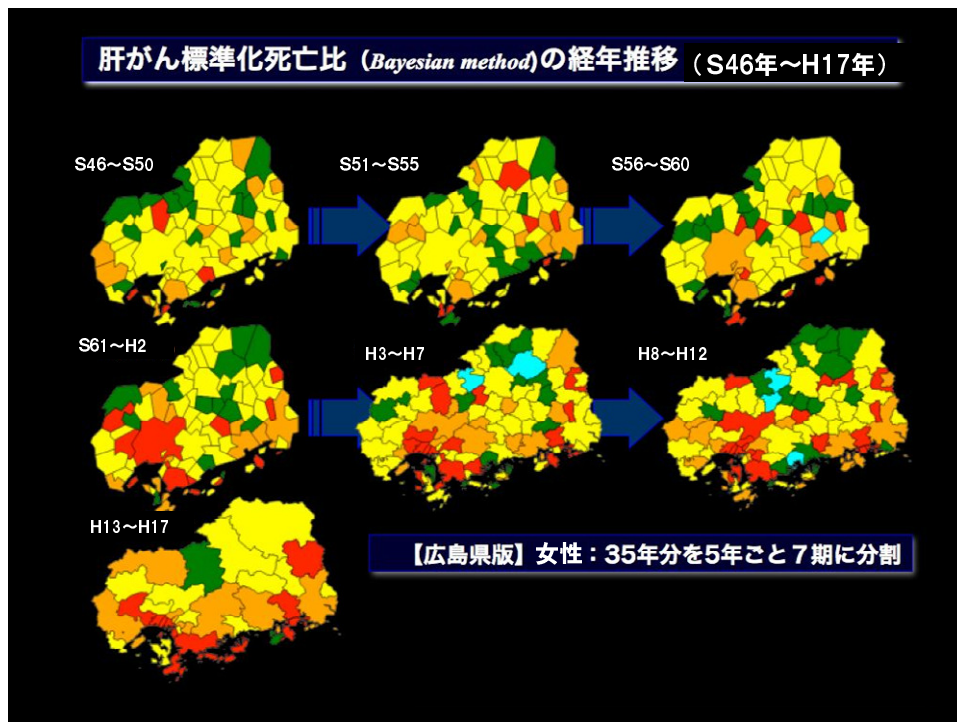 肝がん標準化死亡比 (Bayesian method)の経年推移（S46年～H17年）
S46～S50
S51～S55
S56～S60
S61～H2
H3～H7
H8～H12
H13～H17
【広島県版】女性：35年分を5年ごと７期に分割